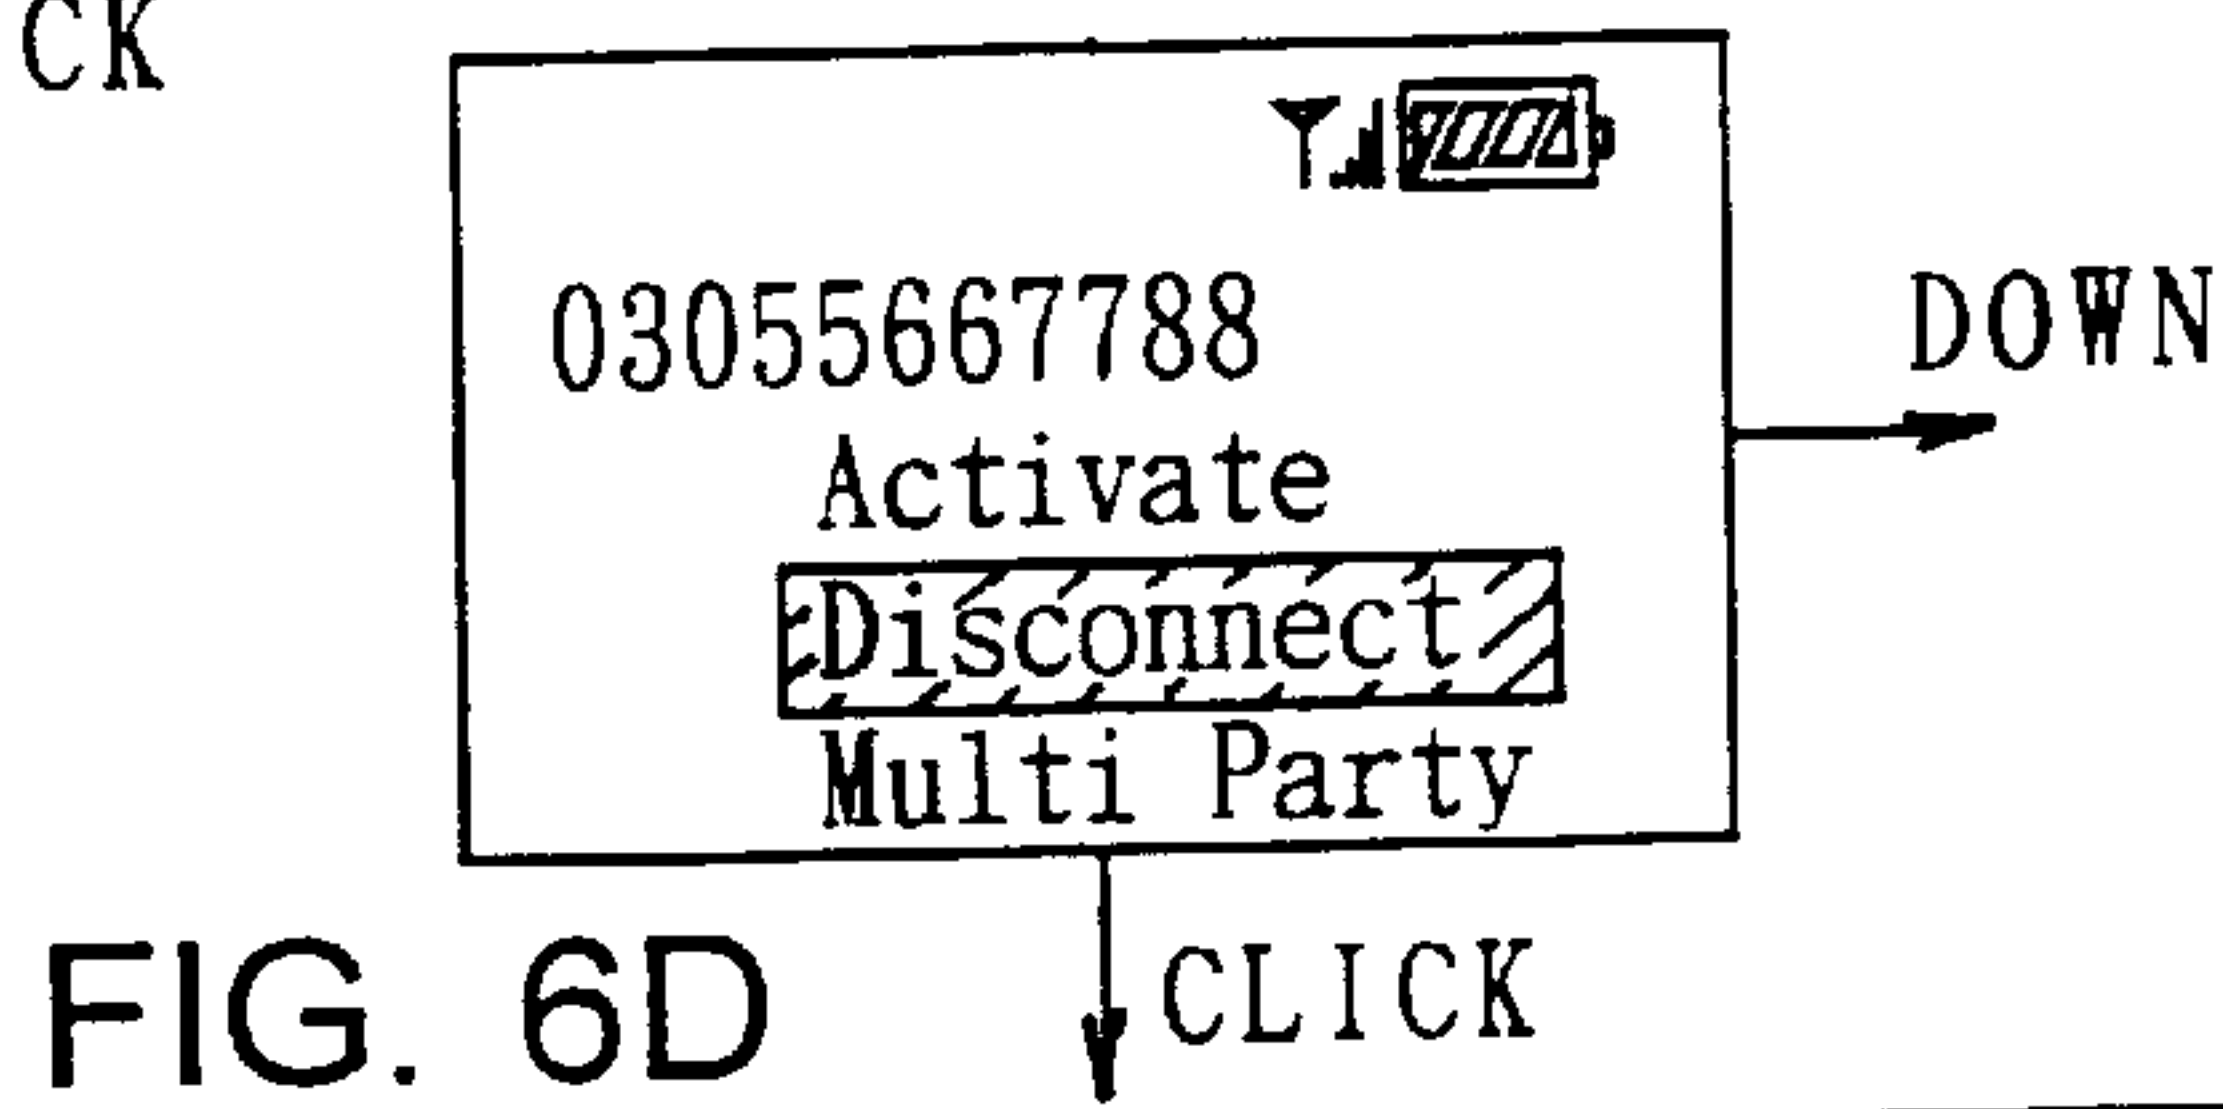 CK
03055667788
DOWN
Activate
Disconnect
Multi Party
CLICK
FIG. 6D